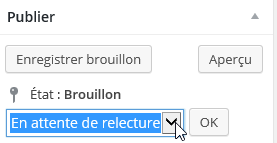 Publier
Enregistrer brouillon
Aperçu
État : Brouillon
En attente de relecture
OK